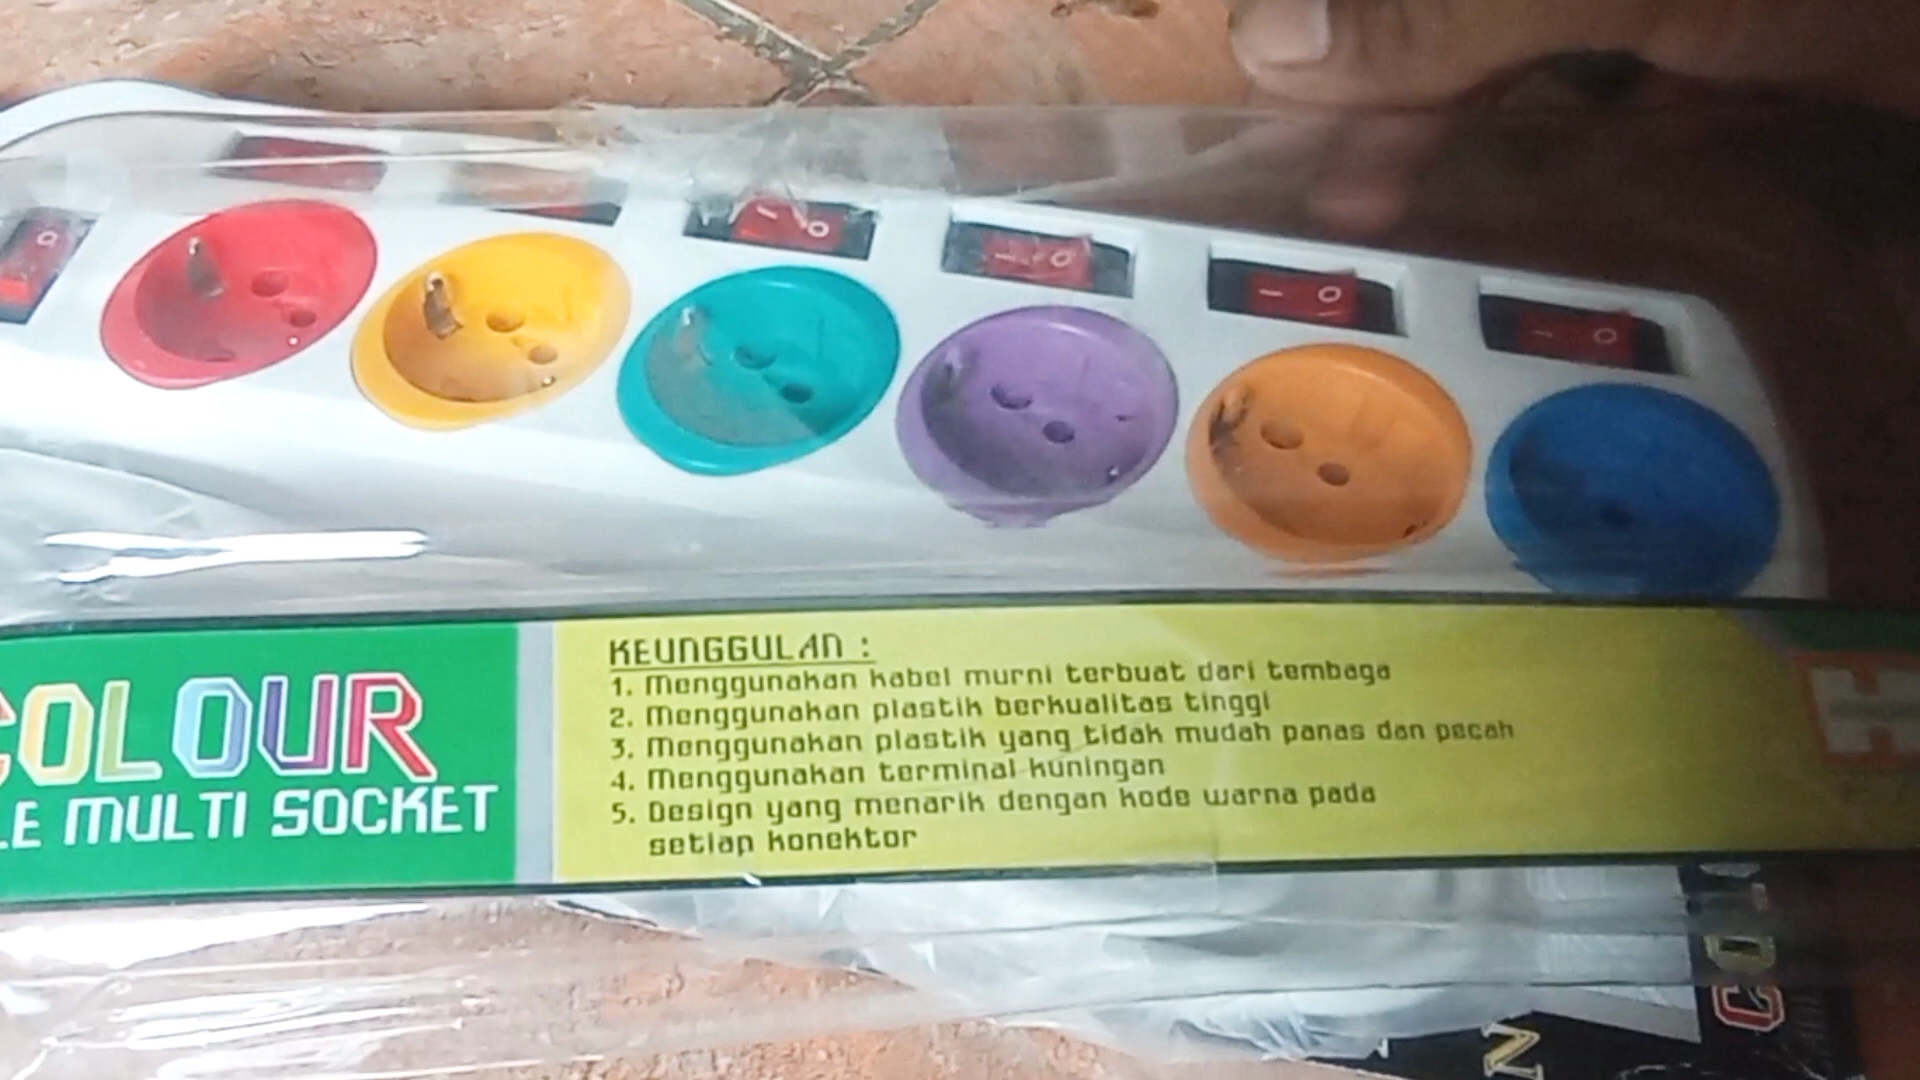 COLOUR
LE MULTI SOCKET
KEUNGGULAN :
1. Menggunakan kabel murni terbuat dari tembaga
2. Menggunakan plastik berkualitas tinggi
3. Menggunakan plastik yang tidak mudah panas dan pecah
4. Menggunakan terminal kuningan
5. Design yang menarik dengan kode warna pada
setiap konektor
H
N